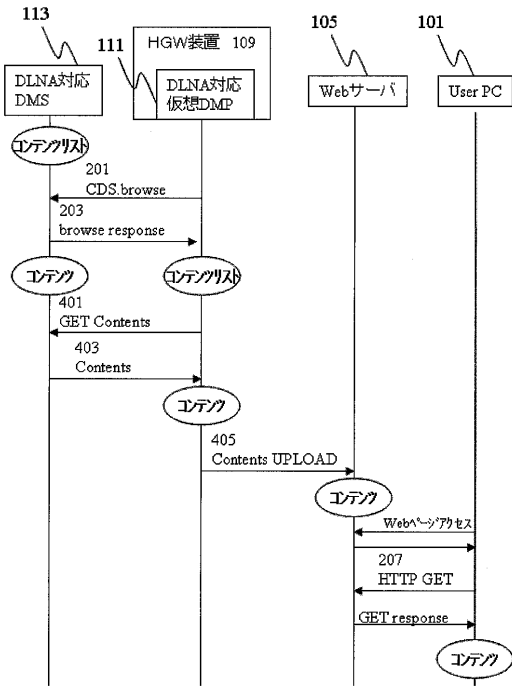 113
111
HGW装置 109
105
101
DLNA対応
DMS
DLNA対応
仮想DMP
Webサーバ
User PC
コンテンツリスト
201
CDS.browse
203
browse response
コンテンツ
コンテンツリスト
401
GET Contents
403
Contents
コンテンツ
405
Contents UPLOAD
コンテンツ
Webページアクセス
207
HTTP GET
GET response
コンテンツ